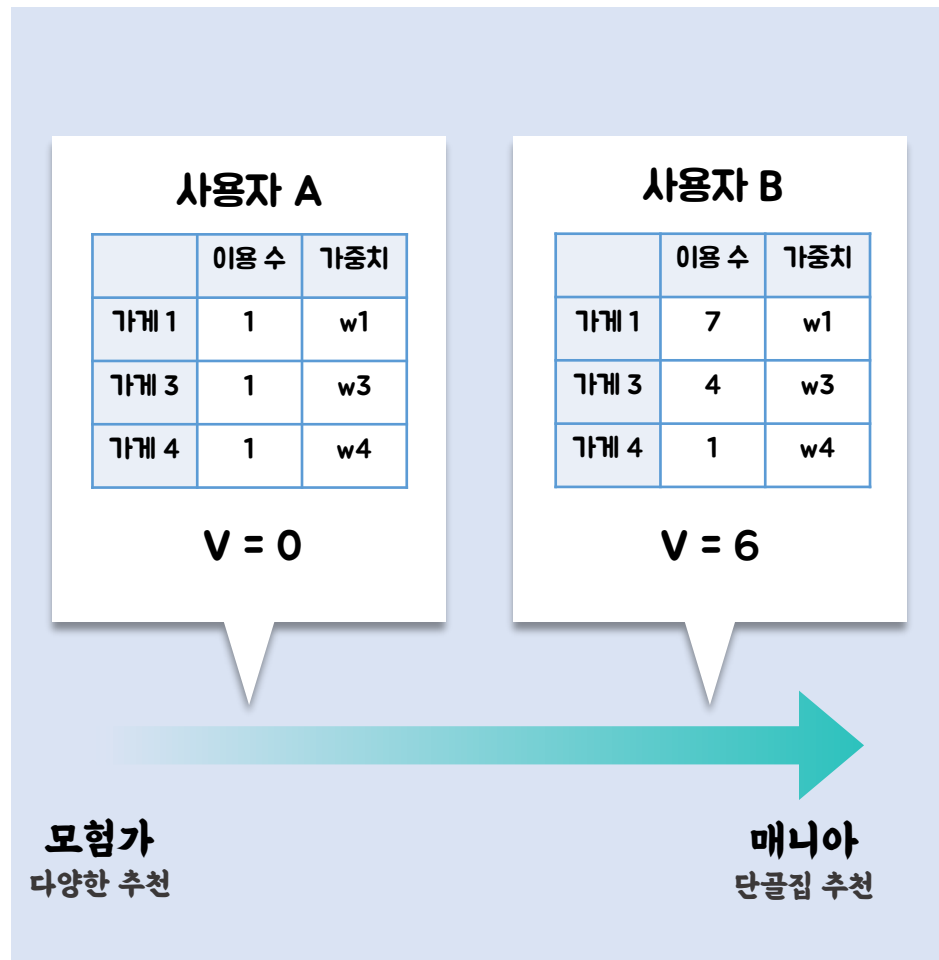 사용자 A
이용 수 가중치
가게 1 1 w1
가게 3 1 w3
가게 4 1 w4
V = 0
사용자 B
이용 수 가중치
가게 1 7 w1
가게 3 4 w3
가게 4 1 w4
V = 6
모험가
다양한 추천
매니아
단골집 추천